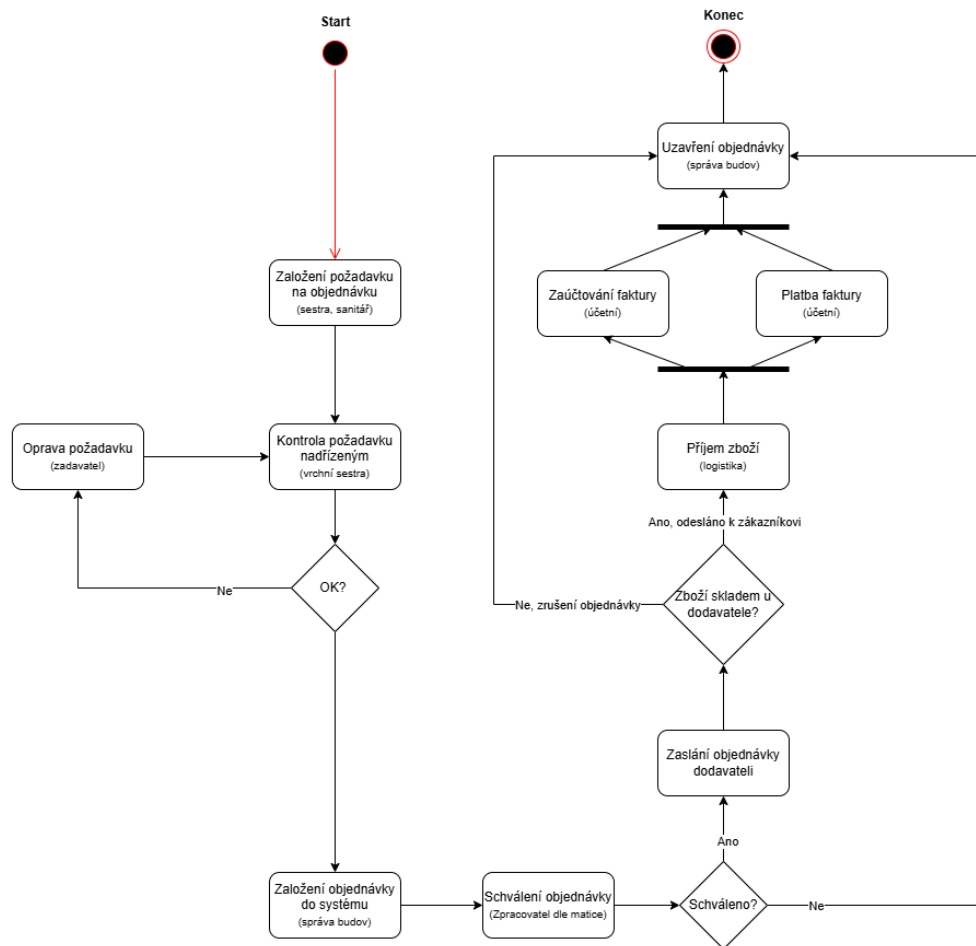 Start
Konec
Uzavření objednávky
(správa budov)
Zaúčtování faktury
(účetní)
Platba faktury
(účetní)
Založení požadavku
na objednávku
(sestra, sanitář)
Oprava požadavku
(zadavatel)
Kontrola požadavku
nadřízeným
(vrchní sestra)
Příjem zboží
(logistika)
Ano, odesláno k zákazníkovi
OK?
Ne
Zboží skladem u
dodavatele?
Ne, zrušení objednávky
Zaslání objednávky
dodavateli
Ano
Založení objednávky
do systému
(správa budov)
Schválení objednávky
(Zpracovatel dle matice)
Schváleno?
Ne